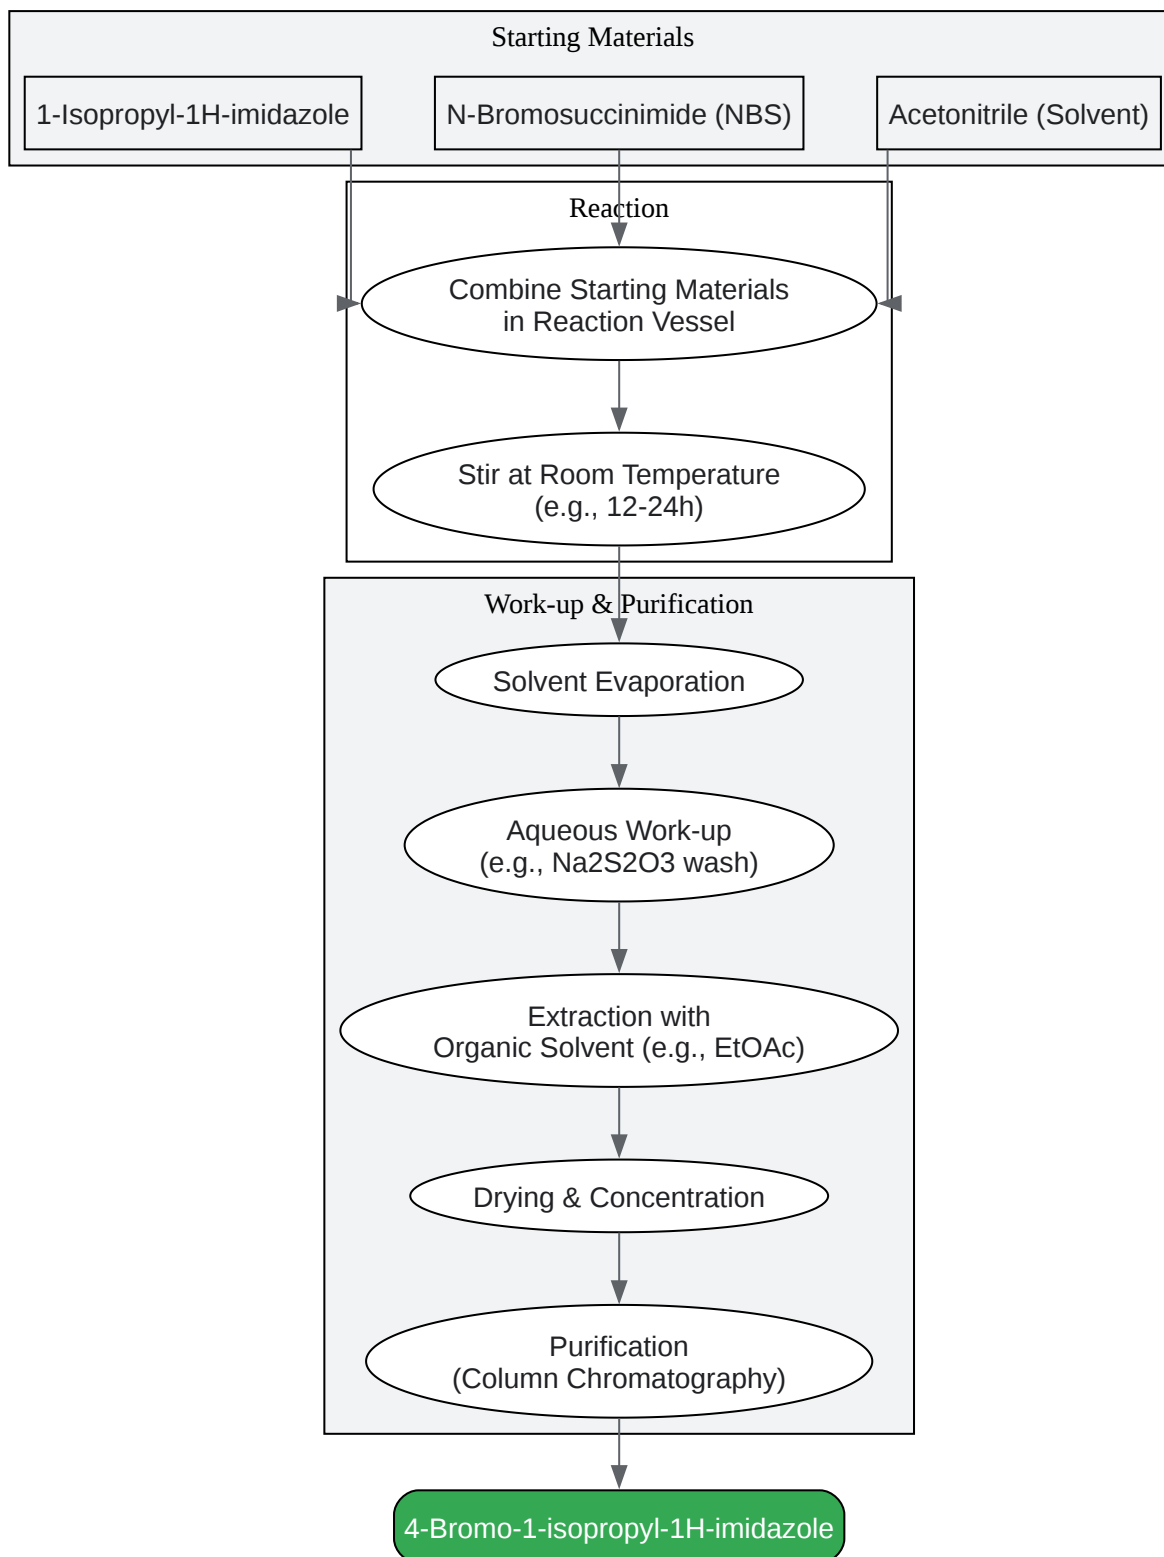 Starting Materials
1-Isopropyl-1H-imidazole
N-Bromosuccinimide (NBS)
Acetonitrile (Solvent)
Reaction
Combine Starting Materials
in Reaction Vessel
Stir at Room Temperature
(e.g., 12-24h)
Work-up & Purification
Solvent Evaporation
Aqueous Work-up
(e.g., Na2S2O3 wash)
Extraction with
Organic Solvent (e.g., EtOAc)
Drying & Concentration
Purification
(Column Chromatography)
4-Bromo-1-isopropyl-1H-imidazole